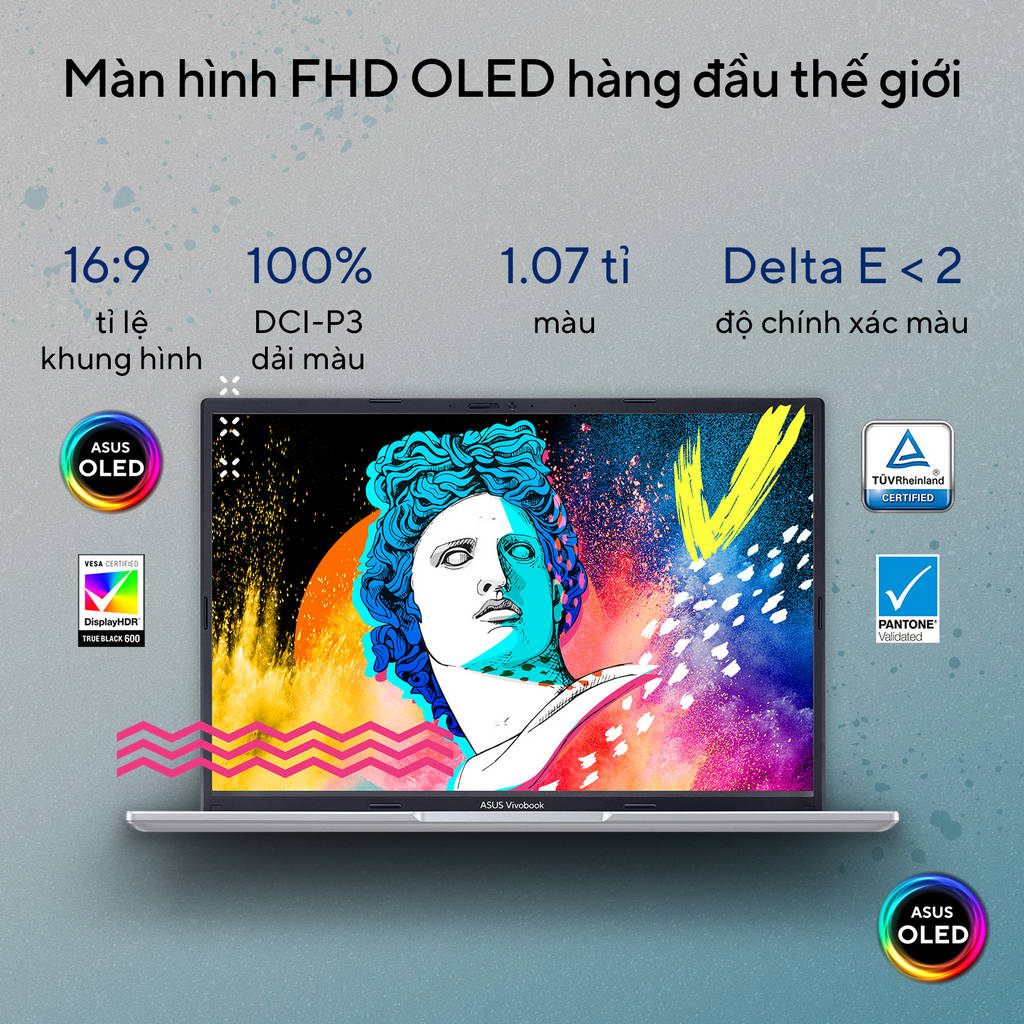 Màn hình FHD OLED hàng đầu thế giới
16:9
tỉ lệ
khung hình
100%
DCI-P3
dải màu
1.07 tỉ
màu
Delta E < 2
độ chính xác màu
ASUS
OLED
TÜVRheinland®
CERTIFIED
VESA CERTIFIED
DisplayHDR™
TRUE BLACK 600
PANTONE®
Validated
ASUS Vivobook
ASUS
OLED